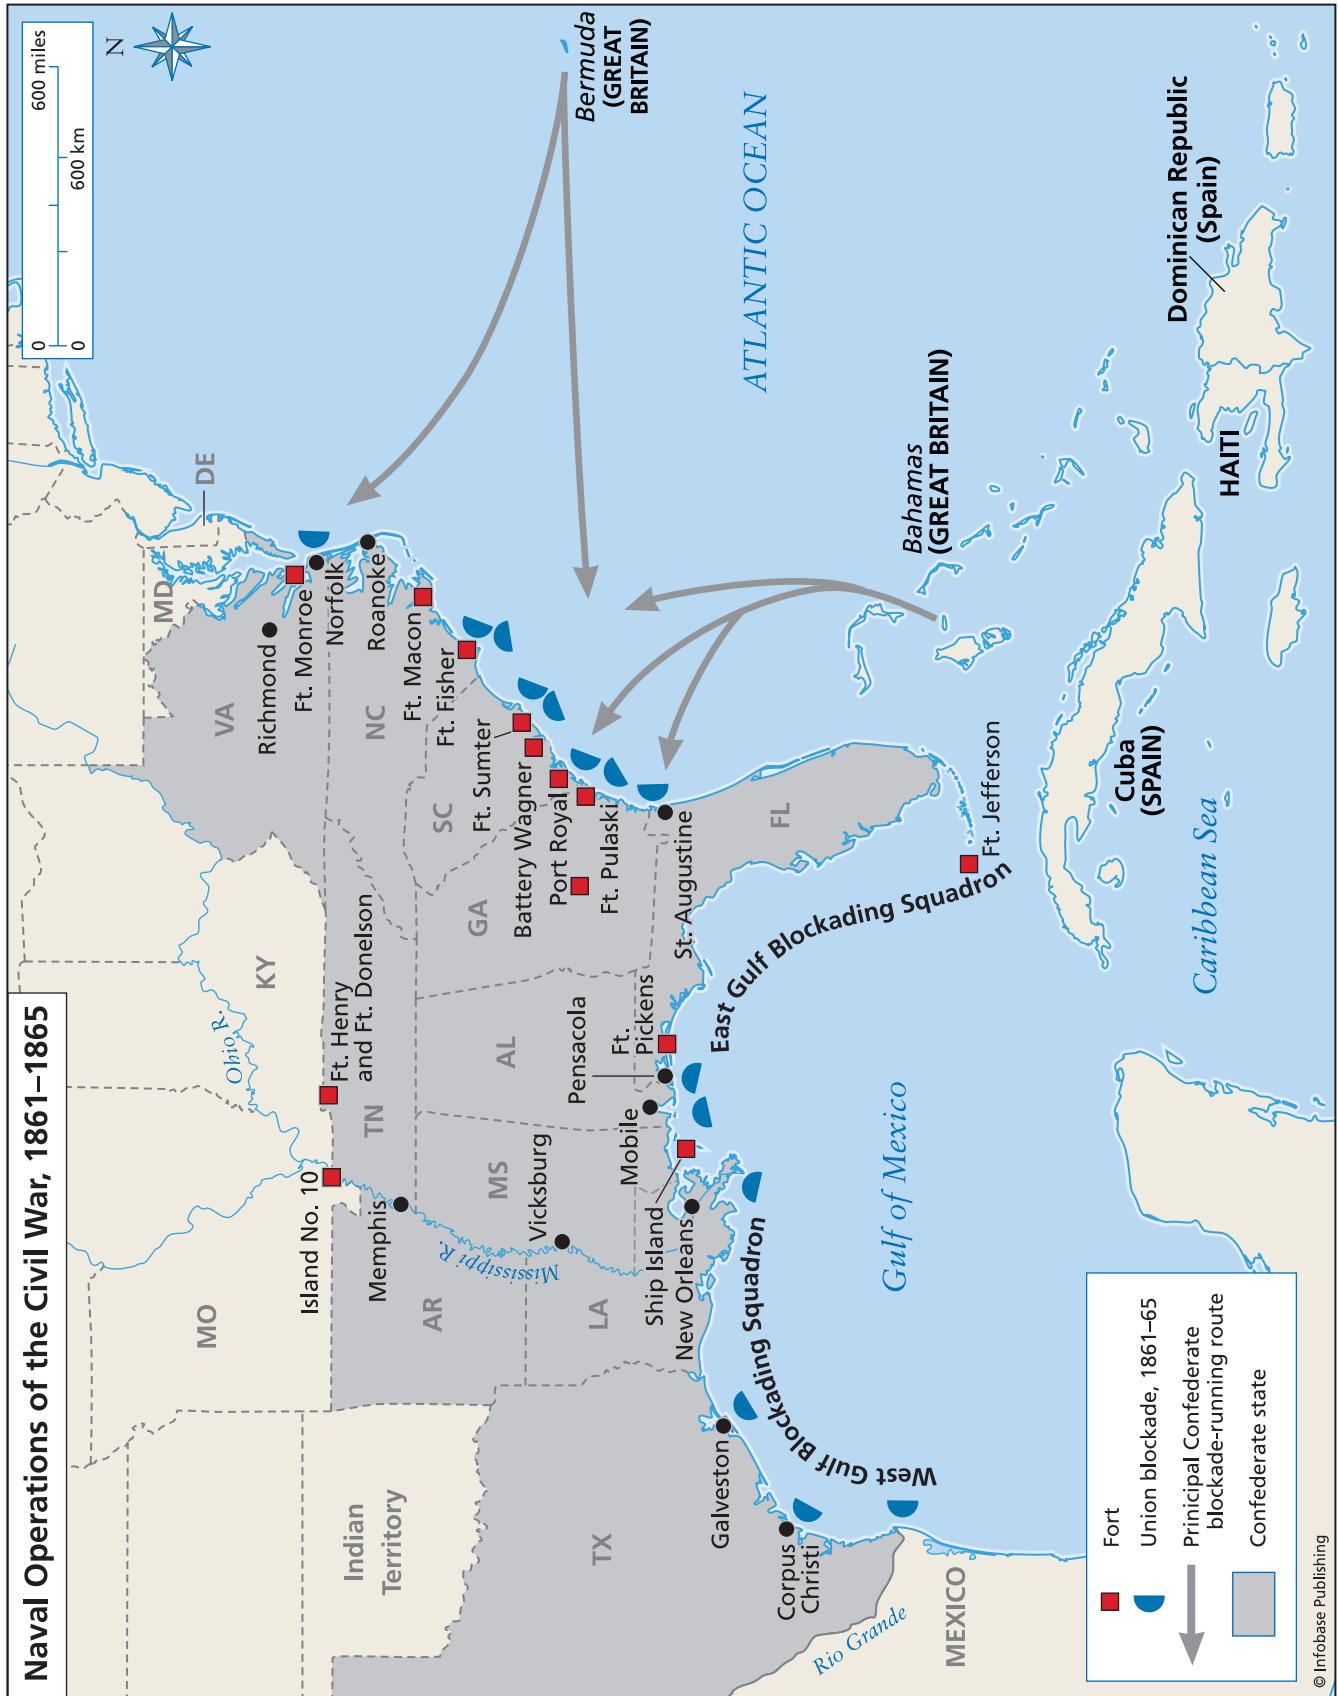 Naval Operations of the Civil War, 1861–1865
0
600 miles
0
600 km
N
MO
KY
Ohio R.
MD
DE
VA
Richmond
Ft. Monroe
Norfolk
Roanoke
NC
Ft. Macon
Ft. Fisher
SC
Ft. Sumter
Battery Wagner
Port Royal
Ft. Pulaski
GA
St. Augustine
FL
Island No. 10
Ft. Henry
and Ft. Donelson
TN
Memphis
Mississippi R.
Indian
Territory
AR
MS
AL
Vicksburg
LA
TX
Pensacola
Ft.
Pickens
Mobile
Ship Island
New Orleans
Galveston
Corpus
Christi
Rio Grande
MEXICO
West Gulf Blockading Squadron
East Gulf Blockading Squadron
Ft. Jefferson
Gulf of Mexico
ATLANTIC OCEAN
Bermuda
(GREAT
BRITAIN)
Bahamas
(GREAT BRITAIN)
Cuba
(SPAIN)
HAITI
Dominican Republic
(Spain)
Caribbean Sea
Fort
Union blockade, 1861–65
Prinicipal Confederate
blockade-running route
Confederate state
© Infobase Publishing